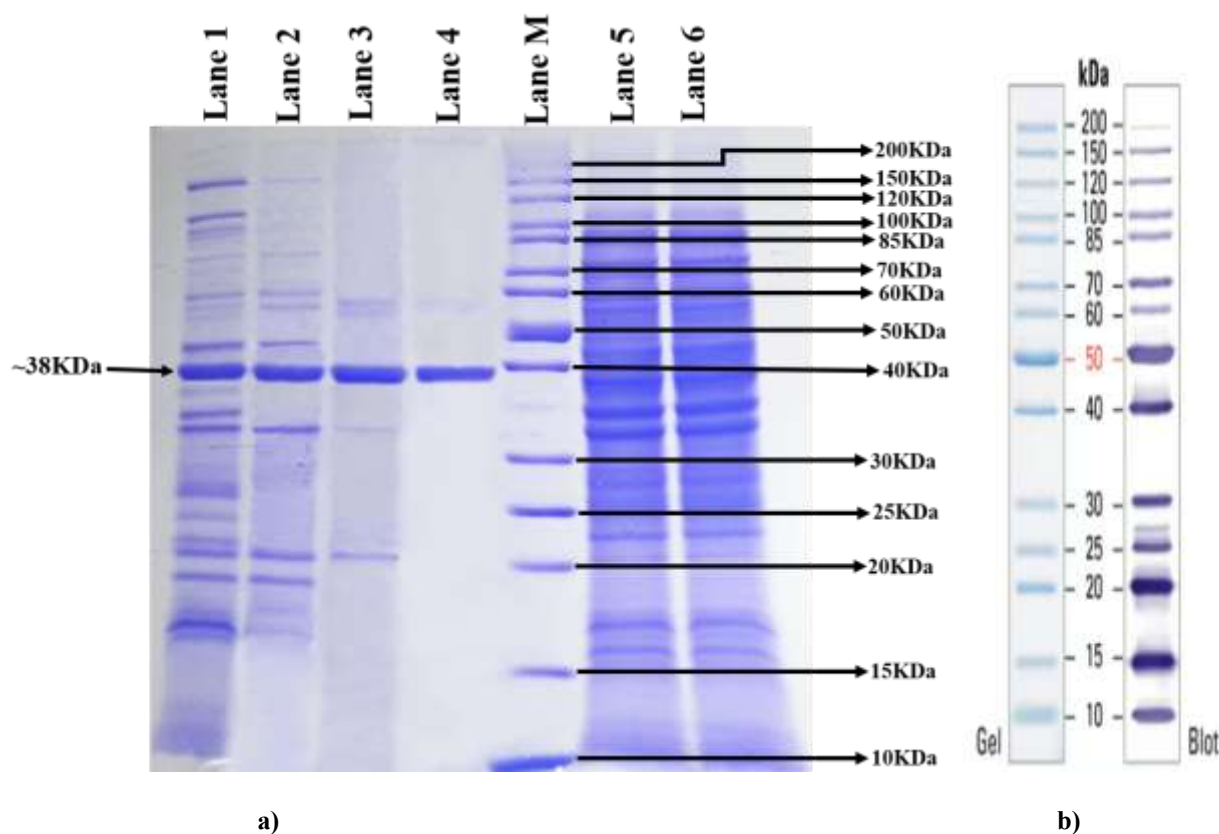 Lane 1
Lane 2
Lane 3
Lane 4
Lane M
Lane 5
Lane 6
~38KDa
200KDa
150KDa
120KDa
100KDa
85KDa
70KDa
60KDa
50KDa
40KDa
30KDa
25KDa
20KDa
15KDa
10KDa
a)
kDa
200
150
120
100
85
70
60
50
40
30
25
20
15
10
Gel
Blot
b)